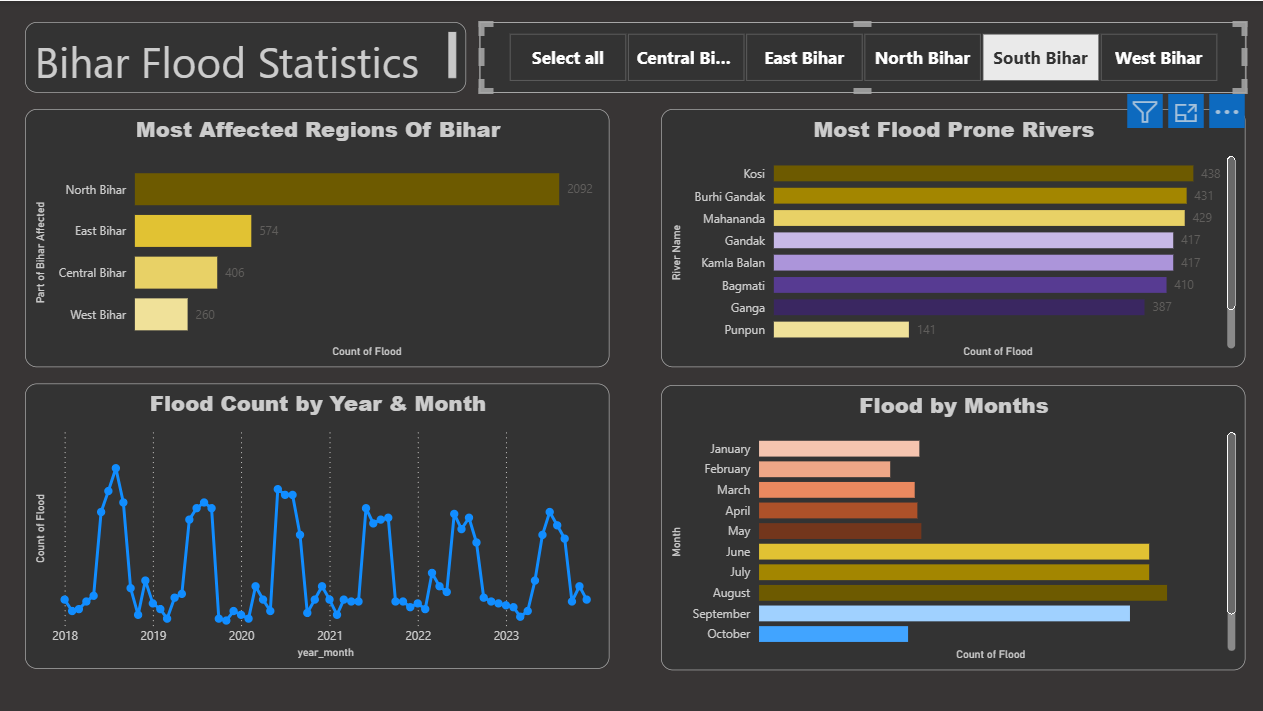 Bihar Flood Statistics
Select all
Central Bi...
East Bihar
North Bihar
South Bihar
West Bihar
Most Affected Regions Of Bihar
Part of Bihar Affected
North Bihar 2092
East Bihar 574
Central Bihar 406
West Bihar 260
Count of Flood
Most Flood Prone Rivers
River Name
Kosi 438
Burhi Gandak 431
Mahananda 429
Gandak 417
Kamla Balan 417
Bagmati 410
Ganga 387
Punpun 141
Count of Flood
Flood Count by Year & Month
Count of Flood
2018 2019 2020 2021 2022 2023
year_month
Flood by Months
Month
January
February
March
April
May
June
July
August
September
October
Count of Flood